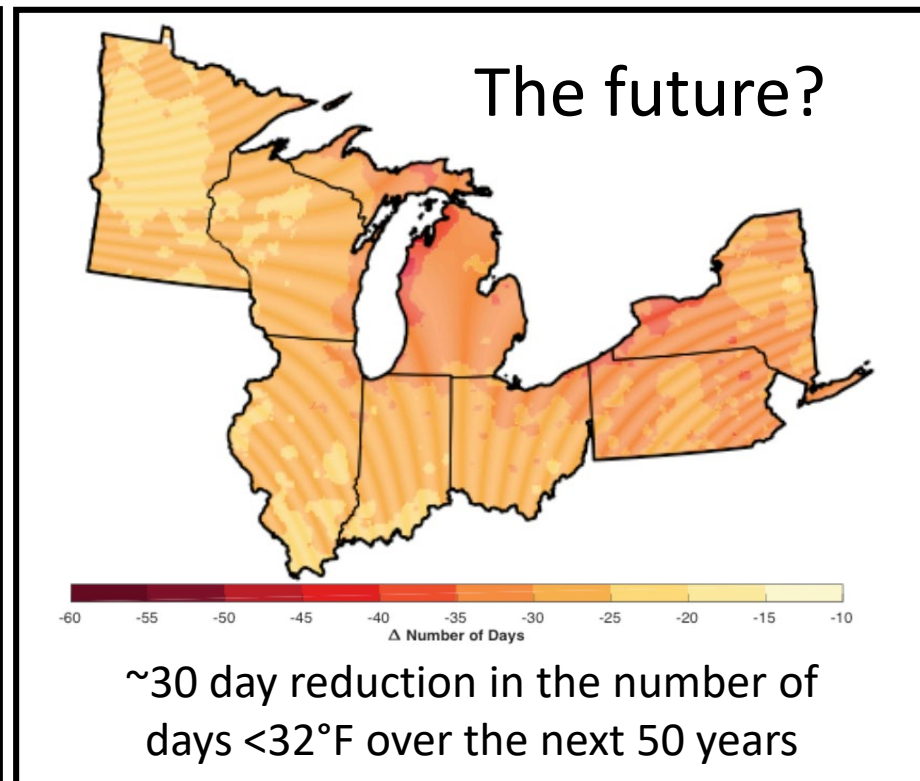 The future?
-60 -55 -50 -45 -40 -35 -30 -25 -20 -15 -10
Δ Number of Days
~30 day reduction in the number of
days <32°F over the next 50 years